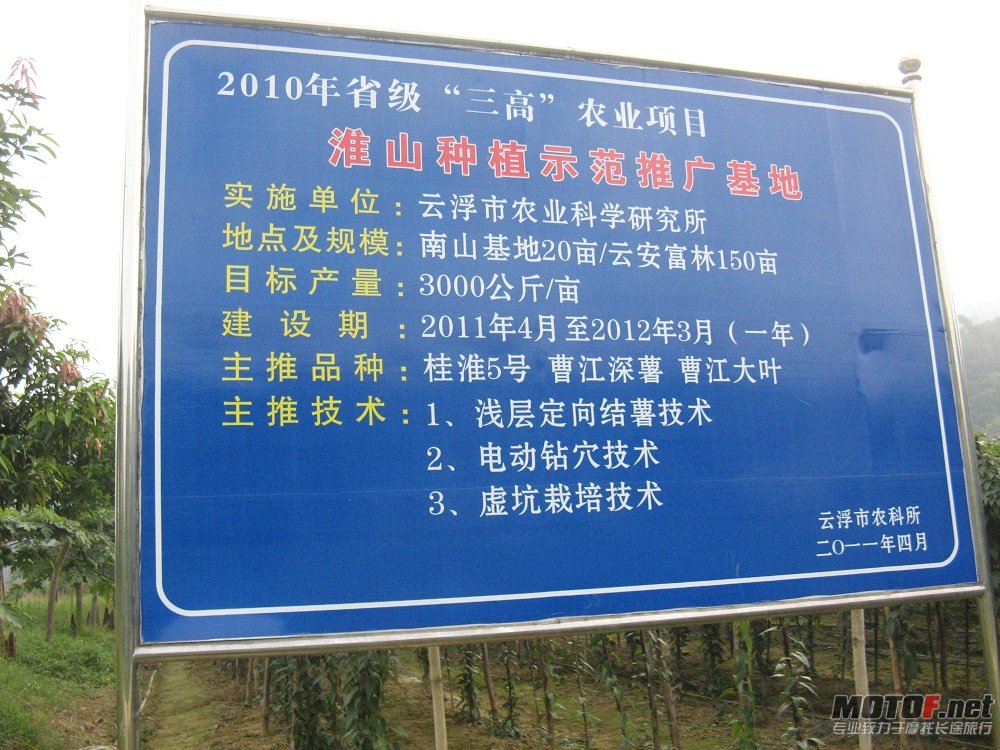 2010年省级“三高”农业项目
淮山种植示范推广基地
实施单位：云浮市农业科学研究所
地点及规模：南山基地20亩/云安富林150亩
目标产量：3000公斤/亩
建设期：2011年4月至2012年3月（一年）
主推品种：桂淮5号 曹江深薯 曹江大叶
主推技术：1、浅层定向结薯技术
2、电动钻穴技术
3、虚坑栽培技术
云浮市农科所
二O一一年四月
MOTOF.net
专业致力于摩托长途旅行